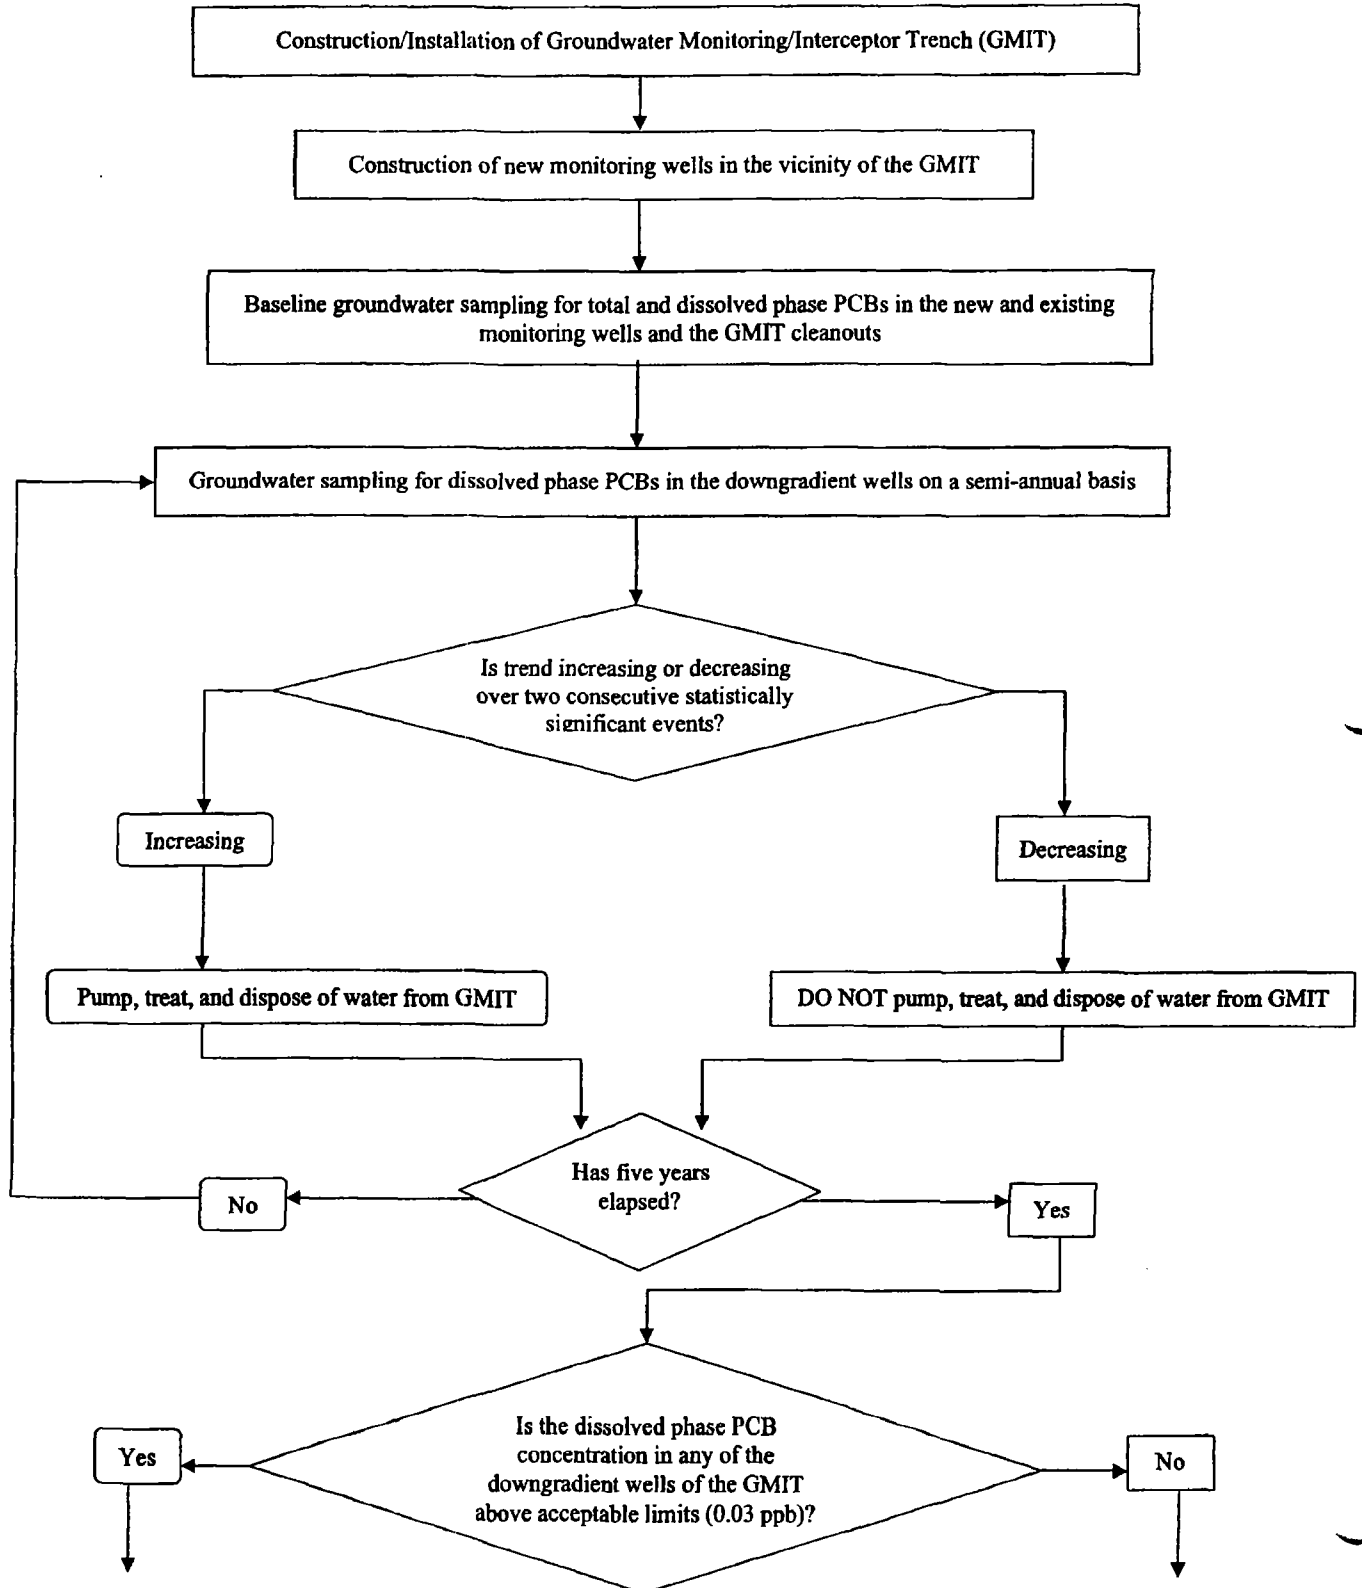 Construction/Installation of Groundwater Monitoring/Interceptor Trench (GMIT)
Construction of new monitoring wells in the vicinity of the GMIT
Baseline groundwater sampling for total and dissolved phase PCBs in the new and existing
monitoring wells and the GMIT cleanouts
Groundwater sampling for dissolved phase PCBs in the downgradient wells on a semi-annual basis
Is trend increasing or decreasing
over two consecutive statistically
significant events?
Increasing
Decreasing
Pump, treat, and dispose of water from GMIT
DO NOT pump, treat, and dispose of water from GMIT
Has five years
elapsed?
No
Yes
Is the dissolved phase PCB
concentration in any of the
downgradient wells of the GMIT
above acceptable limits (0.03 ppb)?
Yes
No